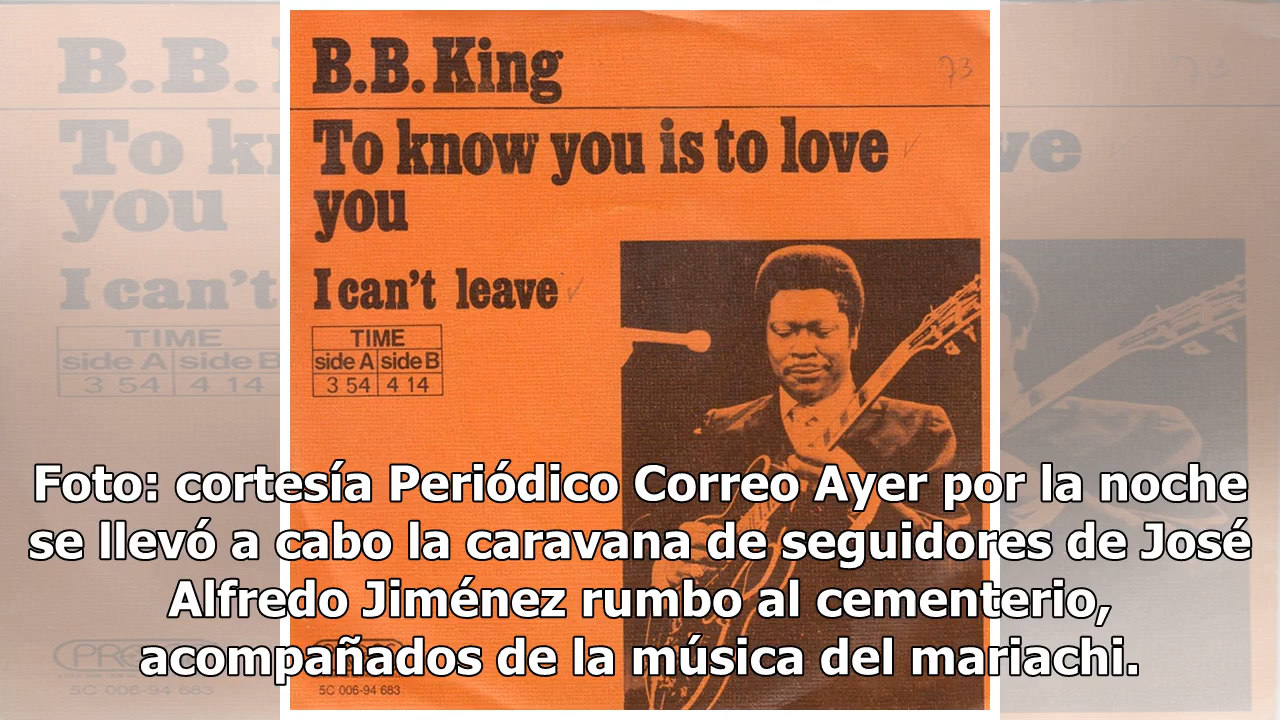 B.B.King
73
To know you is to love
you
I can't leave
TIME
side A side B
3 54 4 14
Foto: cortesía Periódico Correo Ayer por la noche
se llevó a cabo la caravana de seguidores de José
Alfredo Jiménez rumbo al cementerio,
acompañados de la música del mariachi.
5C 006-94 683